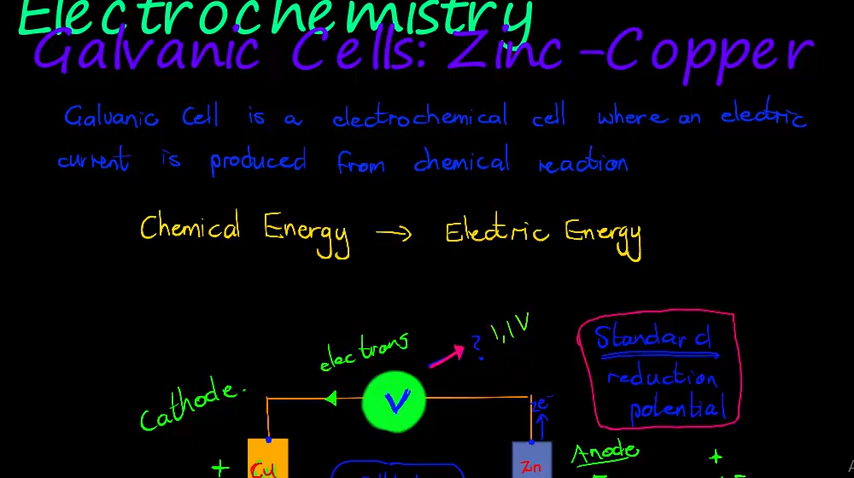 Electrochemistry
Galvanic Cells: Zinc-Copper
Galvanic Cell is a electrochemical cell where an electric
current is produced from chemical reaction
Chemical Energy → Electric Energy
electrons
? 1,1V
Standard
reduction
potential
Cathode.
V
2e⁻
Anode
+
Cu
Zn
+